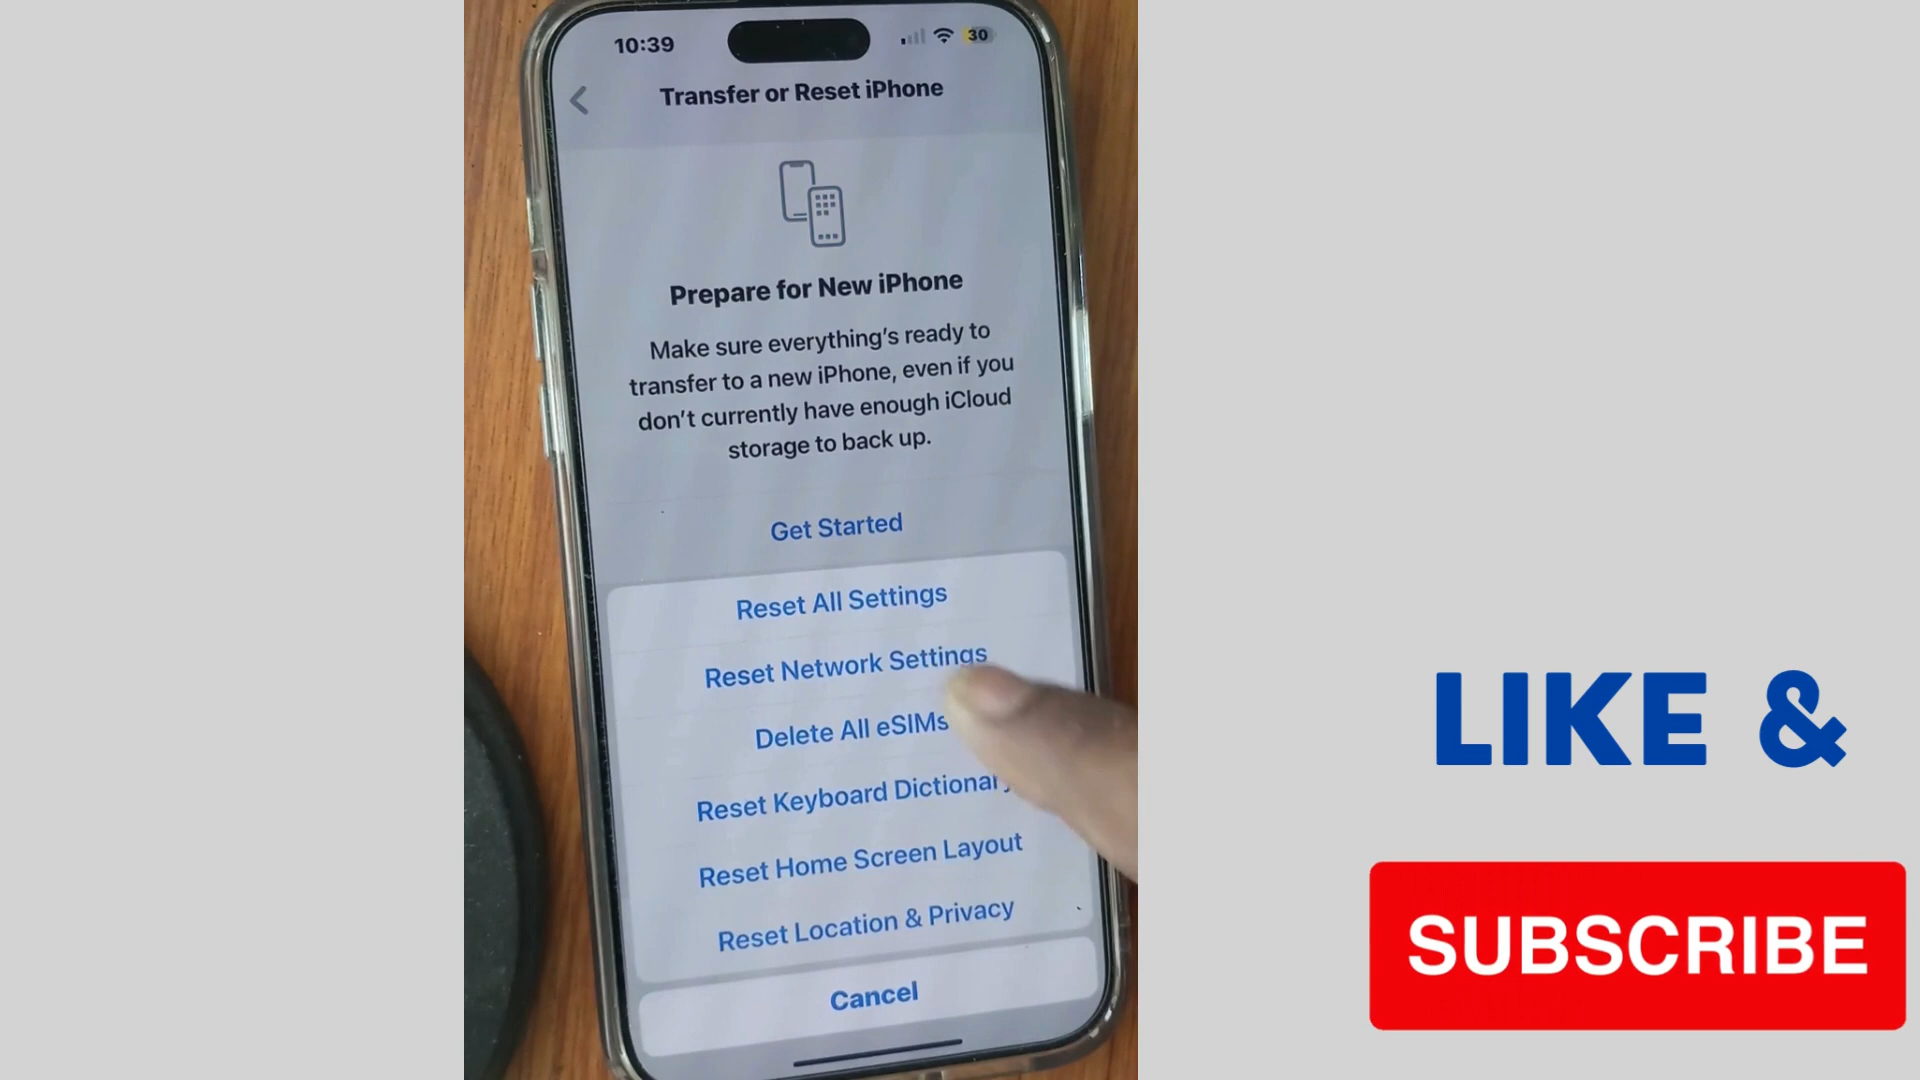 10:39
30
Transfer or Reset iPhone
Prepare for New iPhone
Make sure everything's ready to
transfer to a new iPhone, even if you
don't currently have enough iCloud
storage to back up.
Get Started
Reset All Settings
Reset Network Settings
Delete All eSIMs
Reset Keyboard Dictionary
Reset Home Screen Layout
Reset Location & Privacy
Cancel
LIKE &
SUBSCRIBE